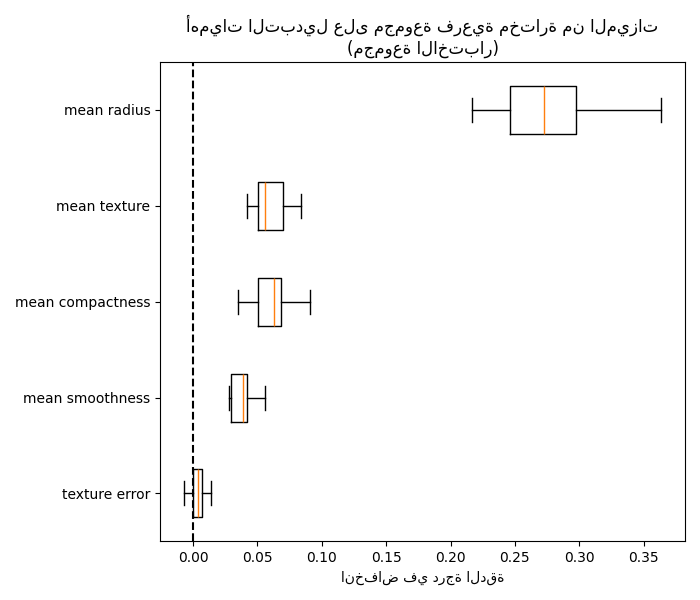 أهميات التبديل على مجموعة فرعية مختارة من الميزات
(مجموعة الاختبار)
mean radius
mean texture
mean compactness
mean smoothness
texture error
0.00 0.05 0.10 0.15 0.20 0.25 0.30 0.35
انخفاض في درجة الدقة